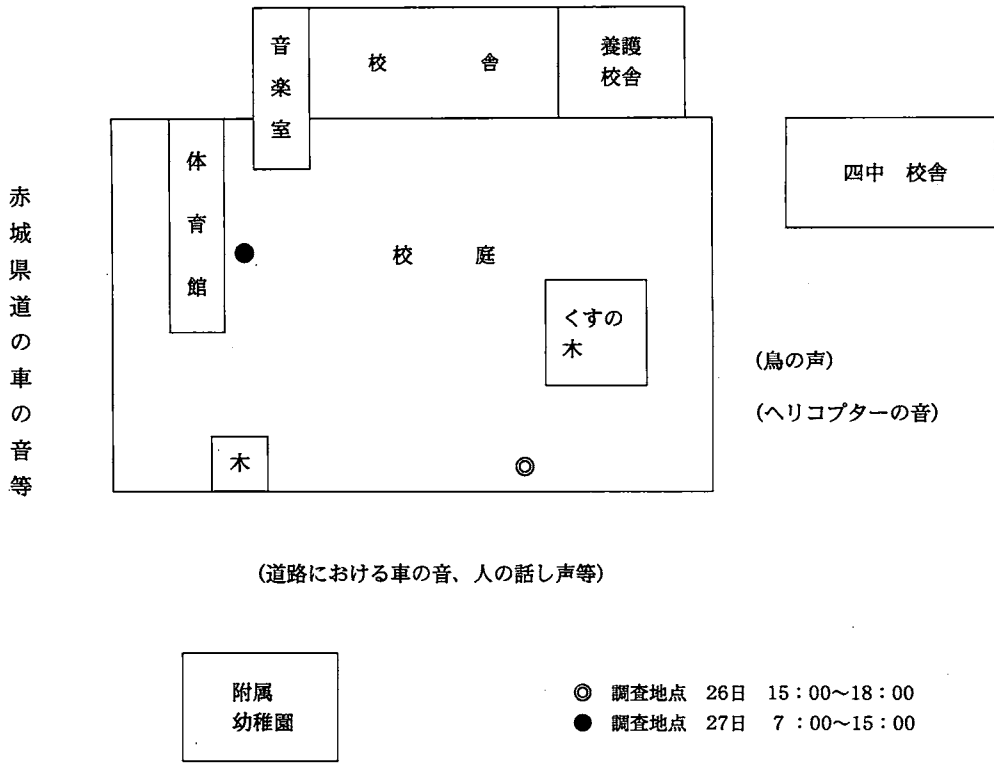 音楽室
校舎
養護
校舎
体育館
四中 校舎
赤城県道の車の音等
校庭
くすの
木
(鳥の声)
(ヘリコプターの音)
木
(道路における車の音、人の話し声等)
附属
幼稚園
◎ 調査地点 26日 15：00～18：00
● 調査地点 27日 7：00～15：00